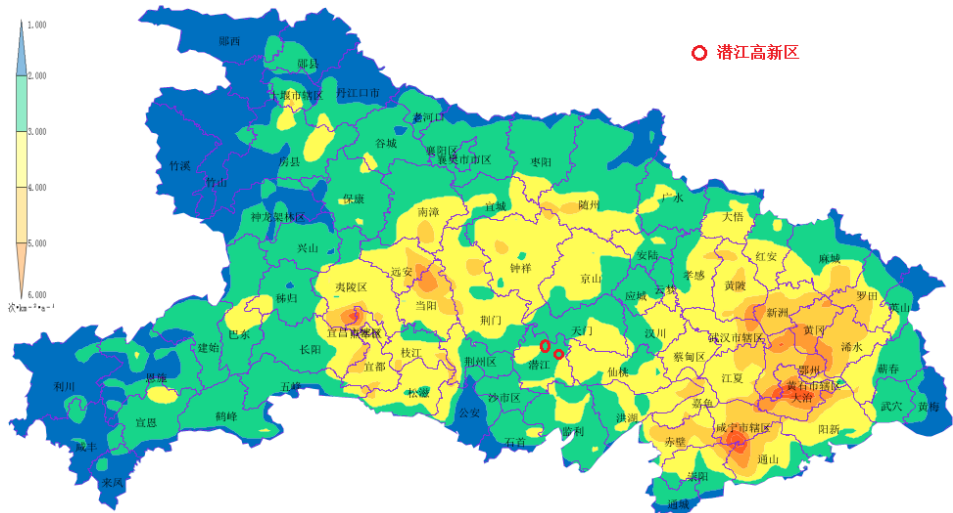 1.000
2.000
3.000
4.000
5.000
6.000
次·km⁻²·a⁻¹
潜江高新区
郧西
郧县
十堰市辖区
丹江口市
老河口
谷城
襄阳区
襄樊市市区
枣阳
竹溪
竹山
房县
保康
神龙架林区
南漳
宜城
随州
广水
大悟
兴山
远安
钟祥
京山
安陆
孝感
红安
麻城
黄陂
罗田
英山
夷陵区
秭归
当阳
荆门
应城
云梦
新洲
黄冈
巴东
宜昌
天门
汉川
武汉市辖区
浠水
建始
长阳
枝江
荆州区
潜江
仙桃
蔡甸区
江夏
鄂州
蕲春
利川
恩施
五峰
宜都
松滋
沙市区
黄石市辖区
大冶
嘉鱼
武穴
黄梅
宣恩
鹤峰
公安
石首
监利
洪湖
咸宁市辖区
阳新
咸丰
赤壁
通山
来凤
崇阳
通城